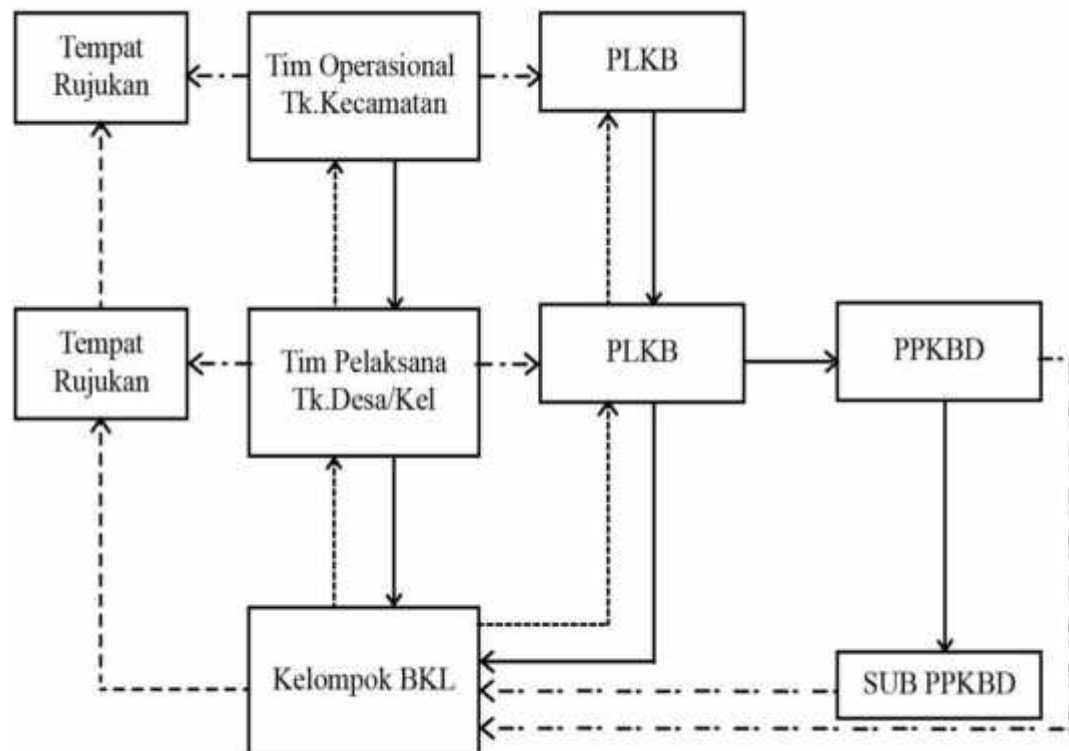 Tempat
Rujukan
Tim Operasional
Tk.Kecamatan
PLKB
Tempat
Rujukan
Tim Pelaksana
Tk.Desa/Kel
PLKB
PPKBD
Kelompok BKL
SUB PPKBD